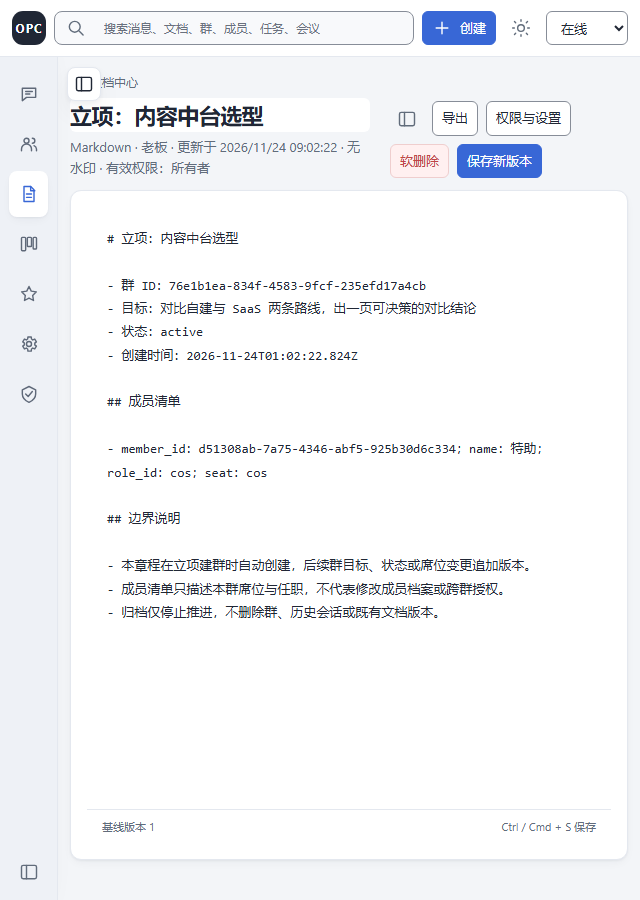 OPC
搜索消息、文档、群、成员、任务、会议
创建
在线
档中心
立项：内容中台选型
导出
权限与设置
Markdown · 老板 · 更新于 2026/11/24 09:02:22 · 无
水印 · 有效权限：所有者
软删除
保存新版本
# 立项：内容中台选型
- 群 ID：76e1b1ea-834f-4583-9fcf-235efd17a4cb
- 目标：对比自建与 SaaS 两条路线，出一页可决策的对比结论
- 状态：active
- 创建时间：2026-11-24T01:02:22.824Z
## 成员清单
- member_id：d51308ab-7a75-4346-abf5-925b30d6c334；name：特助；
role_id：cos；seat：cos
## 边界说明
- 本章程在立项建群时自动创建，后续群目标、状态或席位变更追加版本。
- 成员清单只描述本群席位与任职，不代表修改成员档案或跨群授权。
- 归档仅停止推进，不删除群、历史会话或既有文档版本。
基线版本 1
Ctrl / Cmd + S 保存